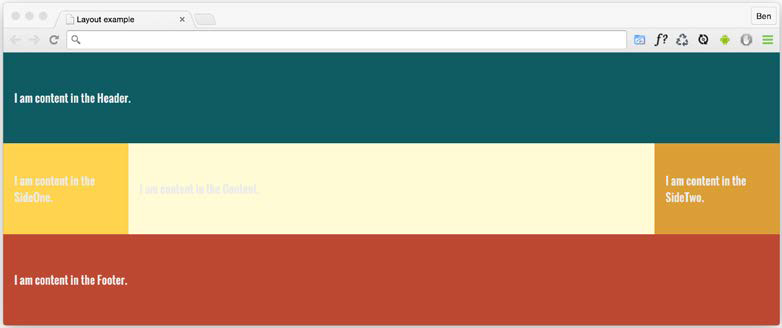 Layout example
Ben
f?
I am content in the Header.
I am content in the
SideOne.
I am content in the Content.
I am content in the
SideTwo.
I am content in the Footer.